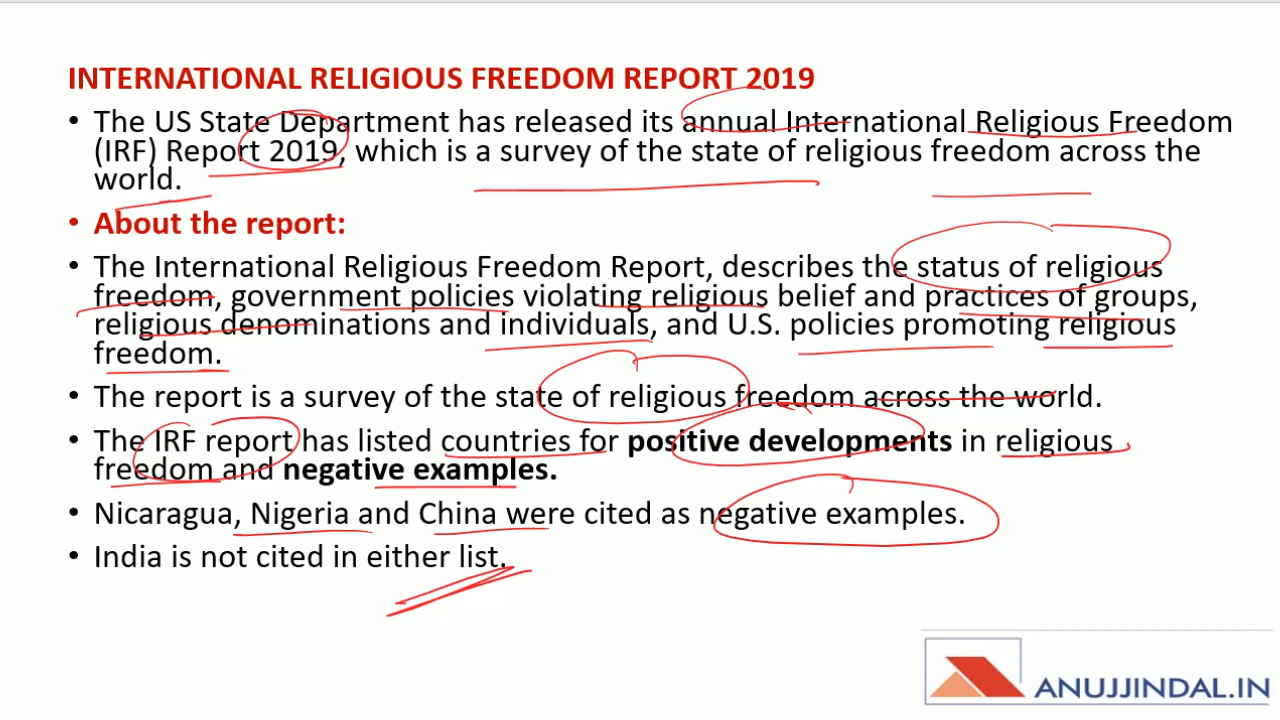 INTERNATIONAL RELIGIOUS FREEDOM REPORT 2019
• The US State Department has released its annual International Religious Freedom
(IRF) Report 2019, which is a survey of the state of religious freedom across the
world.
• About the report:
• The International Religious Freedom Report, describes the status of religious
freedom, government policies violating religious belief and practices of groups,
religious denominations and individuals, and U.S. policies promoting religious
freedom.
• The report is a survey of the state of religious freedom across the world.
• The IRF report has listed countries for positive developments in religious
freedom and negative examples.
• Nicaragua, Nigeria and China were cited as negative examples.
• India is not cited in either list.
ANUJJINDAL.IN